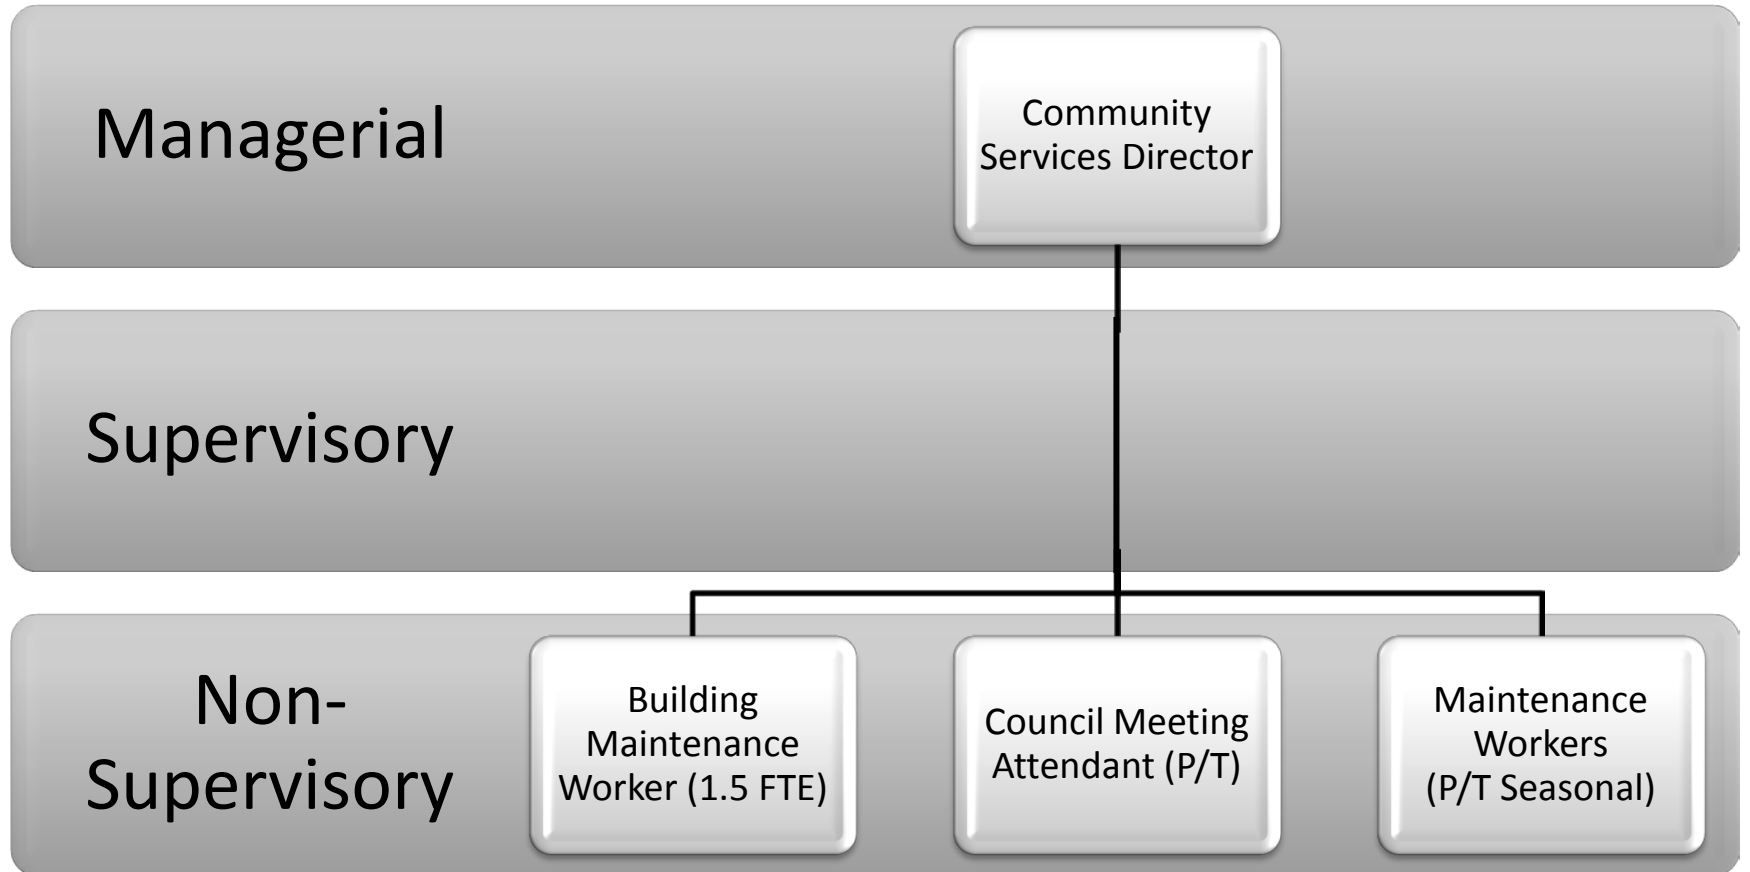 Managerial
Community
Services Director
Supervisory
Non-
Supervisory
Building
Maintenance
Worker (1.5 FTE)
Council Meeting
Attendant (P/T)
Maintenance
Workers
(P/T Seasonal)